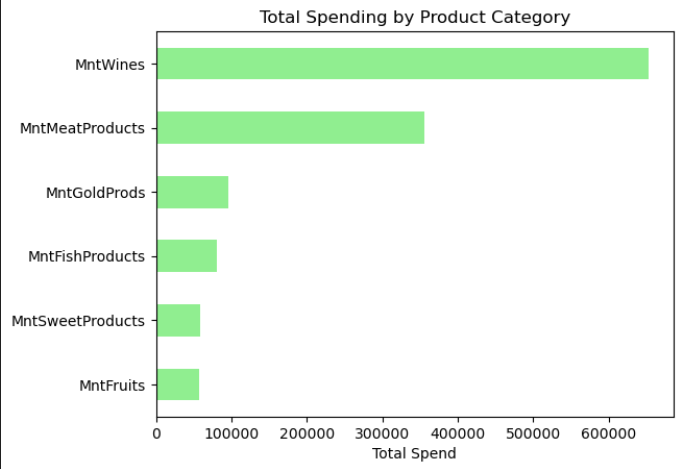 Total Spending by Product Category
MntWines
MntMeatProducts
MntGoldProds
MntFishProducts
MntSweetProducts
MntFruits
0 100000 200000 300000 400000 500000 600000
Total Spend